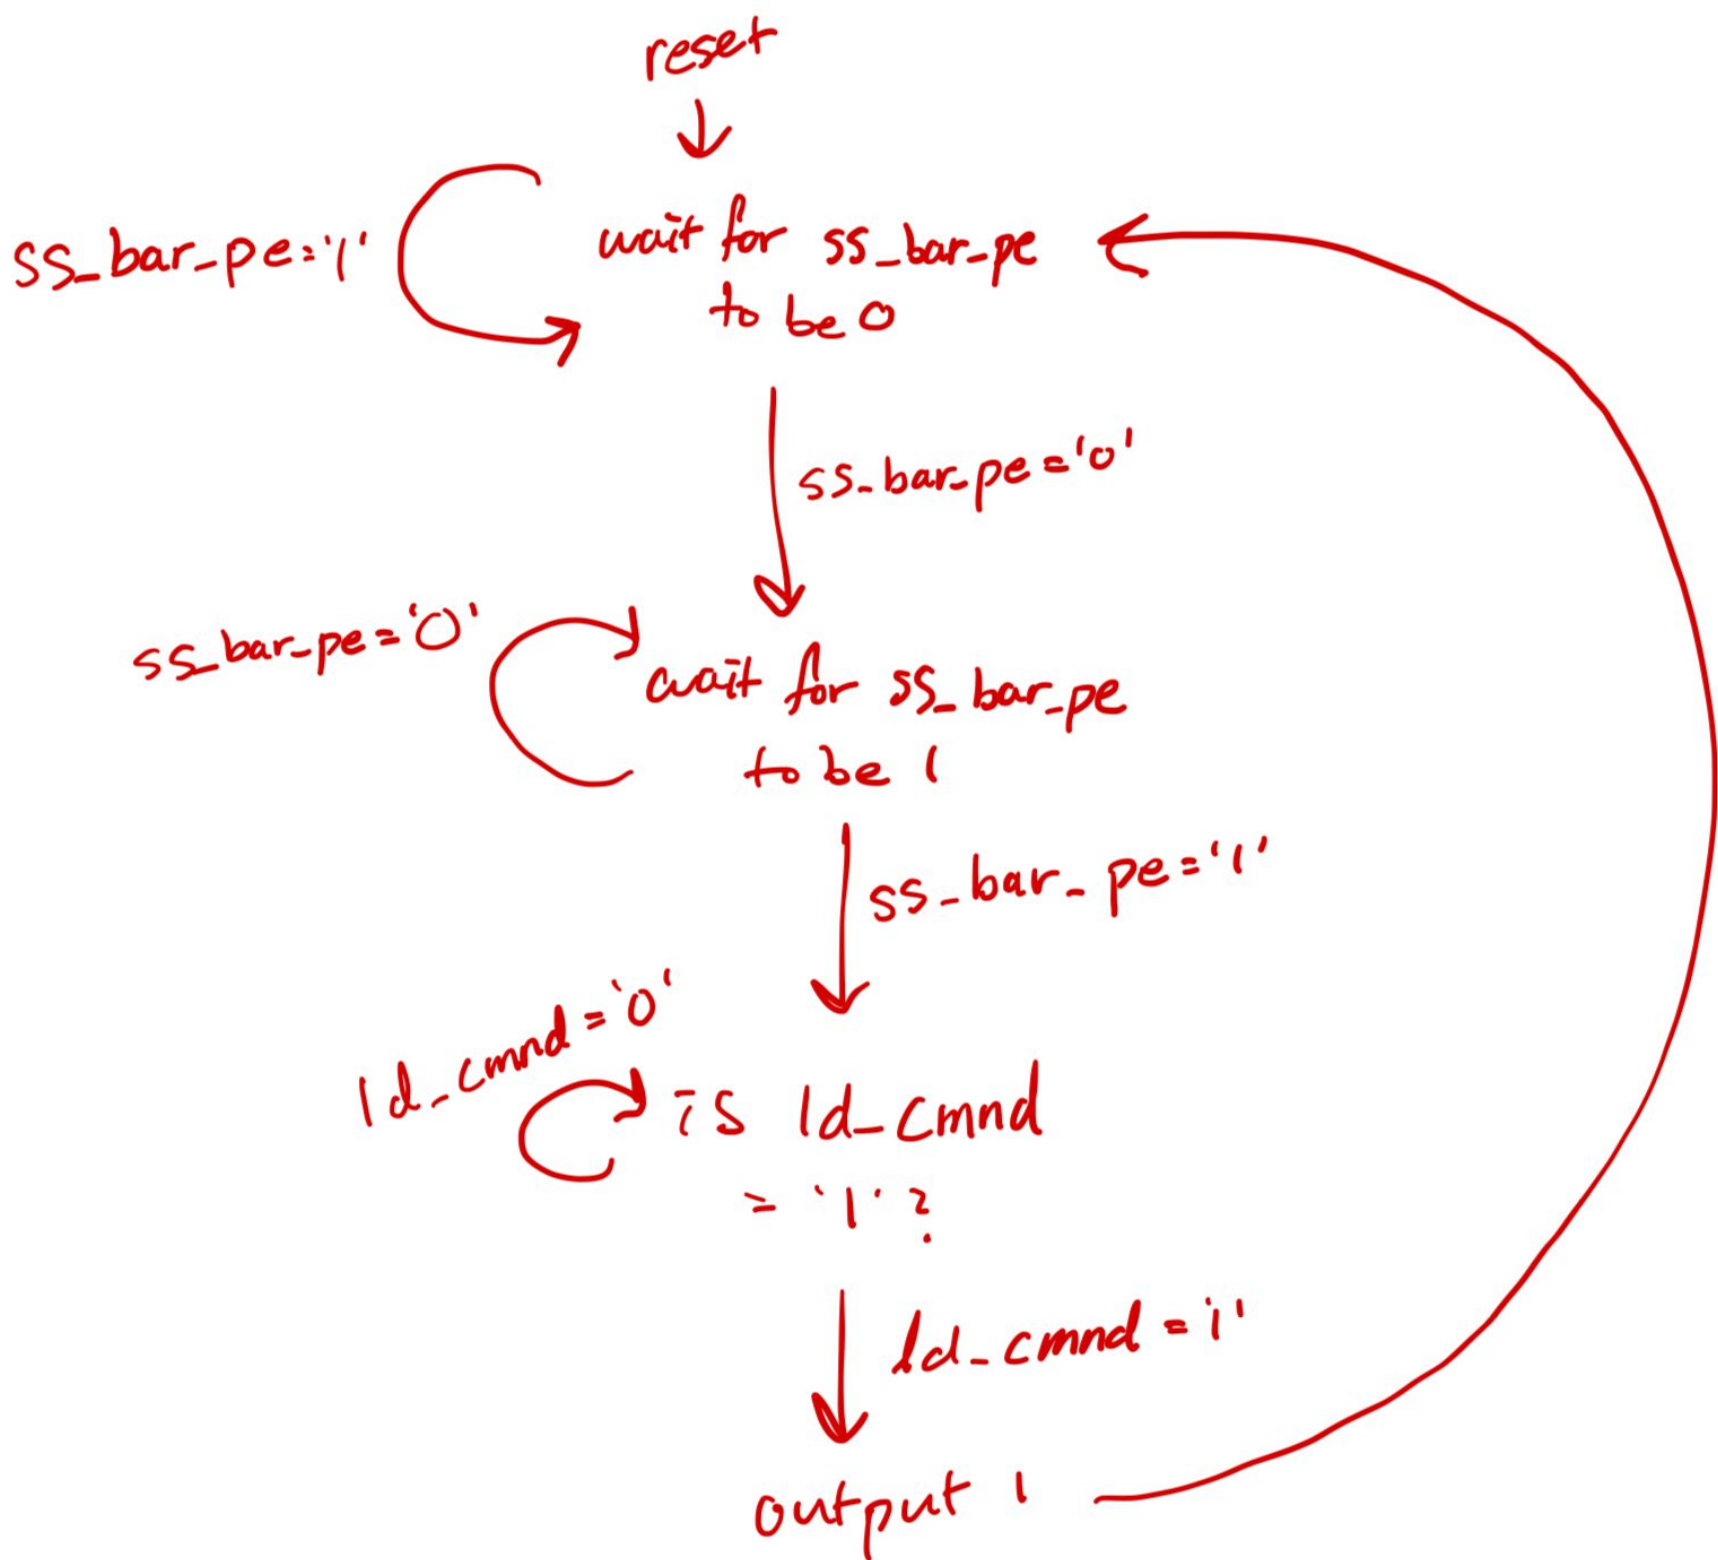 reset
ss_bar_pe='1'
wait for ss_bar_pe
to be 0
ss_bar_pe='0'
ss_bar_pe='0'
wait for ss_bar_pe
to be 1
ss_bar_pe='1'
ld_cmnd='0'
is ld_cmnd
= '1' ?
ld_cmnd='1'
output 1